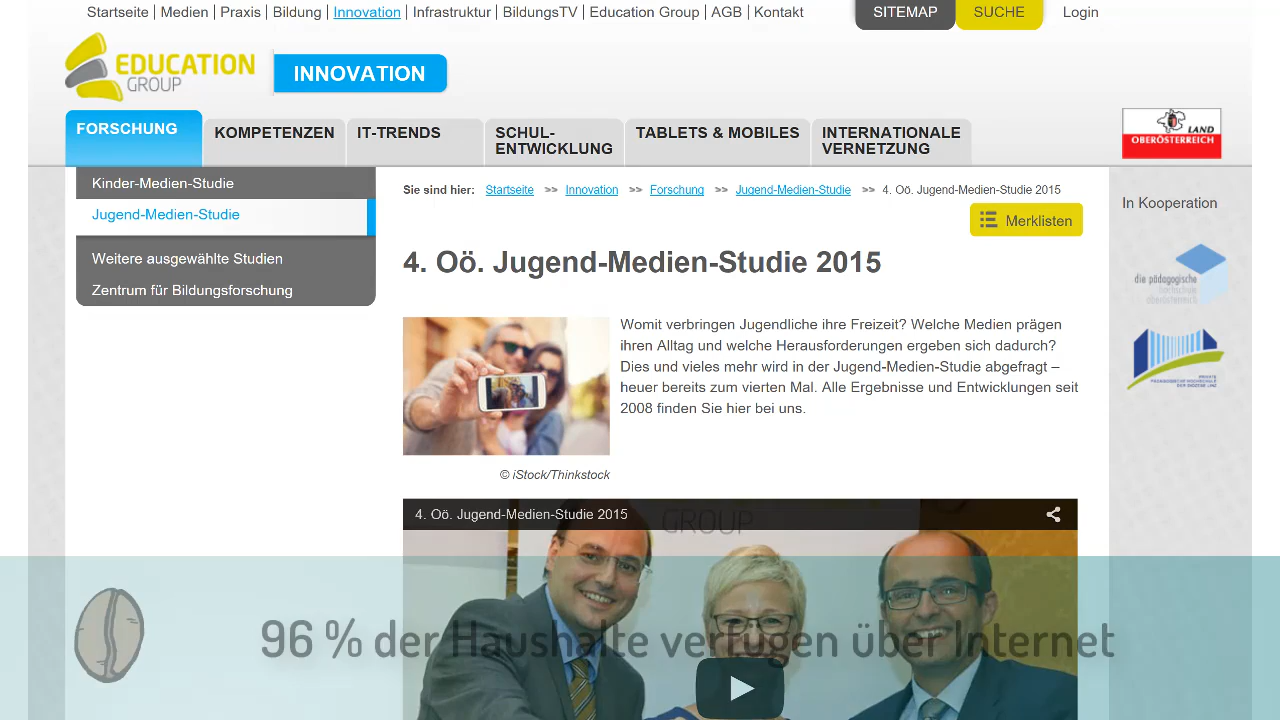 Startseite | Medien | Praxis | Bildung | Innovation | Infrastruktur | BildungsTV | Education Group | AGB | Kontakt
SITEMAP
SUCHE
Login
EDUCATION
GROUP
INNOVATION
FORSCHUNG
KOMPETENZEN
IT-TRENDS
SCHUL-
ENTWICKLUNG
TABLETS & MOBILES
INTERNATIONALE
VERNETZUNG
LAND
OBERÖSTERREICH
Kinder-Medien-Studie
Jugend-Medien-Studie
Weitere ausgewählte Studien
Zentrum für Bildungsforschung
Sie sind hier: Startseite >> Innovation >> Forschung >> Jugend-Medien-Studie >> 4. Oö. Jugend-Medien-Studie 2015
Merklisten
In Kooperation
die pädagogische
hochschule
oberösterreich
PRIVATE
PÄDAGOGISCHE HOCHSCHULE
DER DIÖZESE LINZ
4. Oö. Jugend-Medien-Studie 2015
Womit verbringen Jugendliche ihre Freizeit? Welche Medien prägen
ihren Alltag und welche Herausforderungen ergeben sich dadurch?
Dies und vieles mehr wird in der Jugend-Medien-Studie abgefragt –
heuer bereits zum vierten Mal. Alle Ergebnisse und Entwicklungen seit
2008 finden Sie hier bei uns.
© iStock/Thinkstock
4. Oö. Jugend-Medien-Studie 2015
GROUP
96 % der Haushalte verfügen über Internet